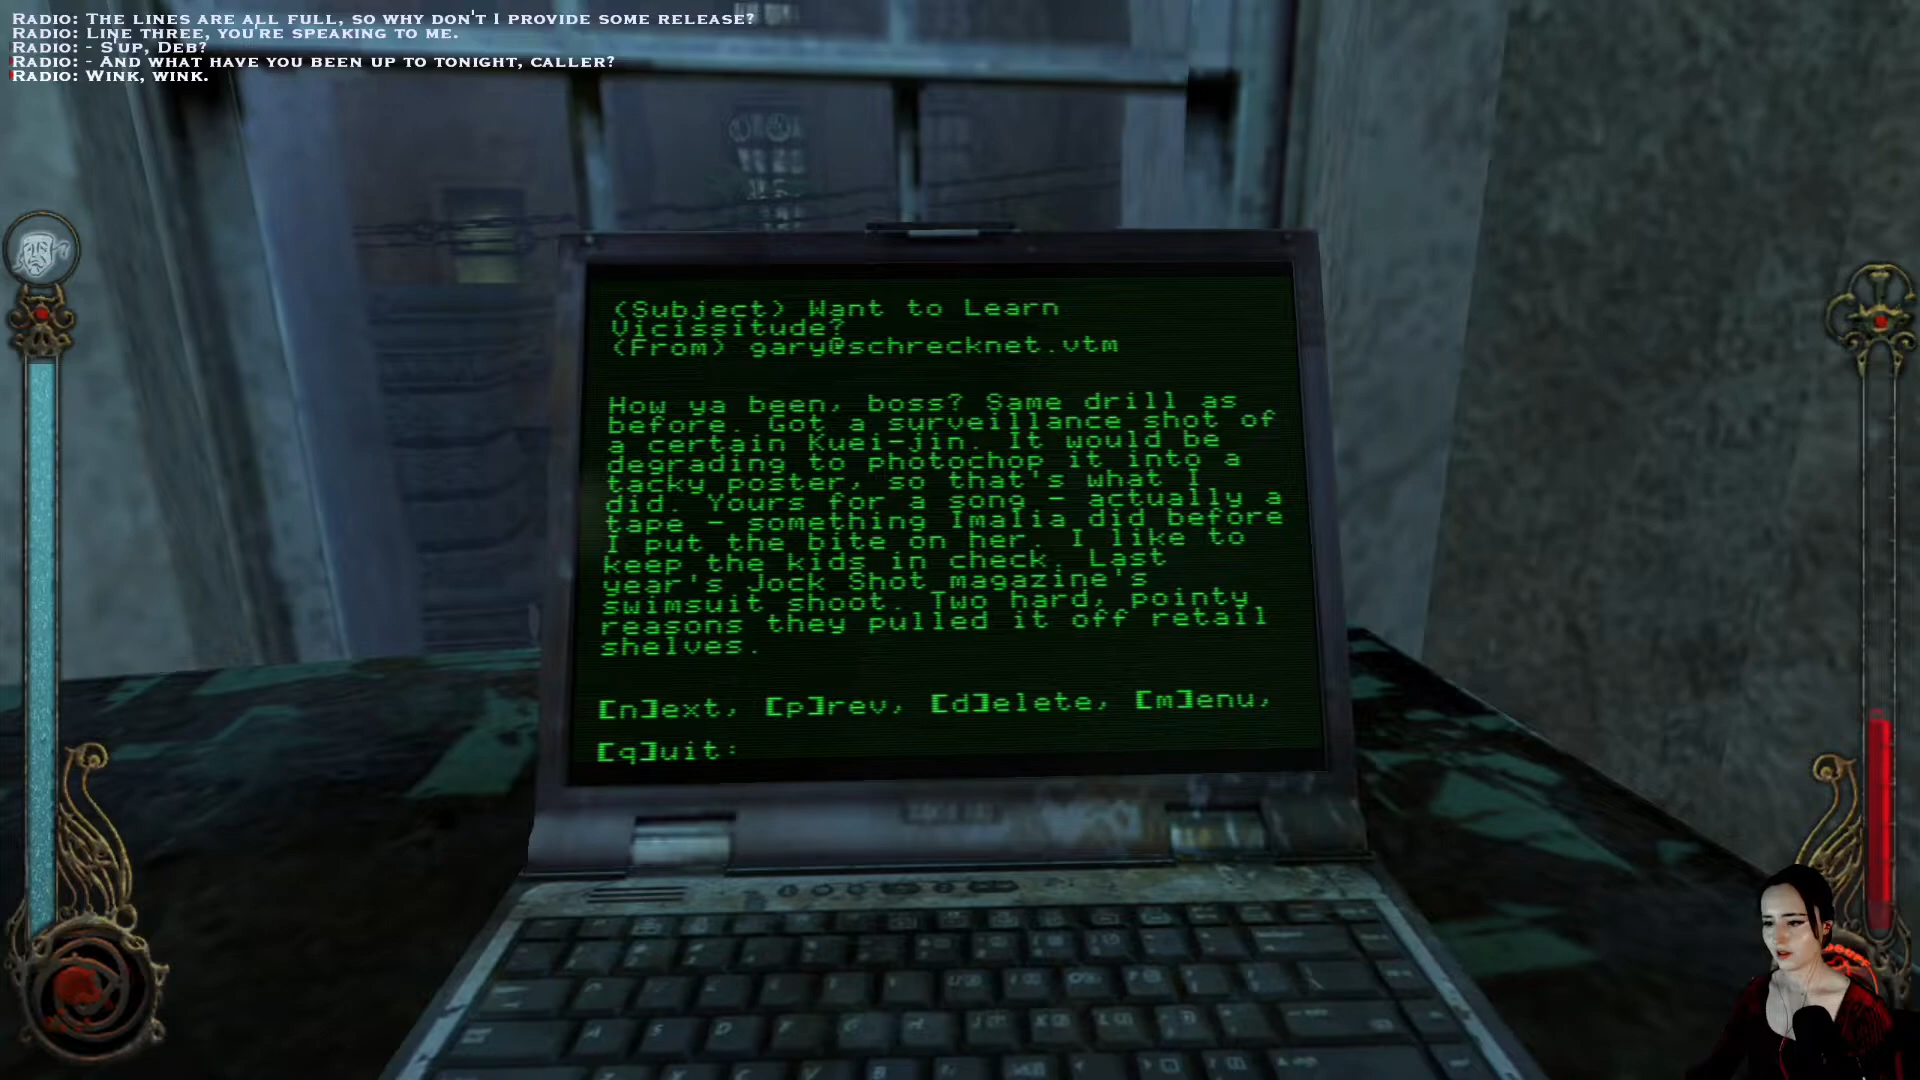 RADIO: THE LINES ARE ALL FULL, SO WHY DON'T I PROVIDE SOME RELEASE?
RADIO: LINE THREE, YOU'RE SPEAKING TO ME.
RADIO: - S'UP, DEB?
RADIO: - AND WHAT HAVE YOU BEEN UP TO TONIGHT, CALLER?
RADIO: WINK, WINK.
(Subject) Want to Learn
Vicissitude?
(From) gary@schrecknet.vtm
How ya been, boss? Same drill as
before. Got a surveillance shot of
a certain Kuei-jin. It would be
degrading to photochop it into a
tacky poster, so that's what I
did. Yours for a song - actually a
tape - something Imalia did before
I put the bite on her. I like to
keep the kids in check. Last
year's Jock Shot magazine's
swimsuit shoot. Two hard, pointy
reasons they pulled it off retail
shelves.
[n]ext, [p]rev, [d]elete, [m]enu,
[q]uit: